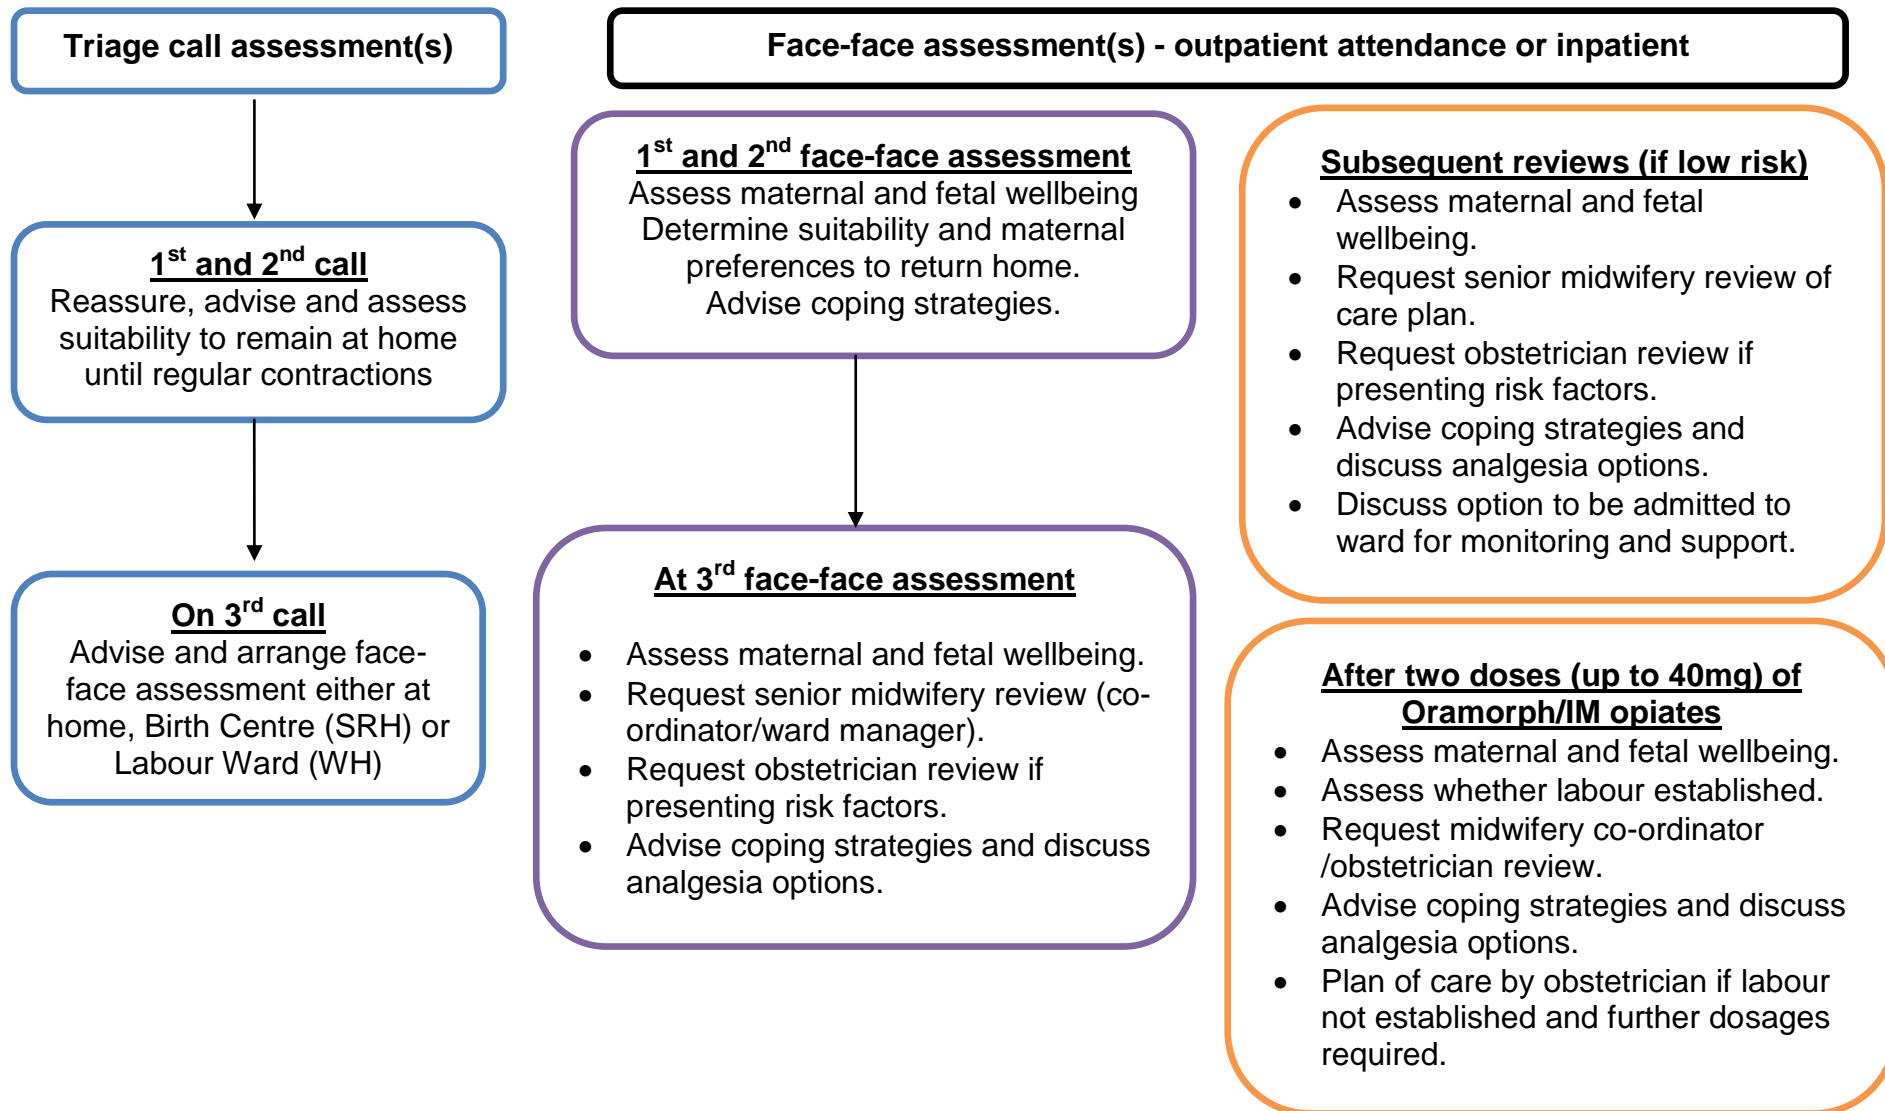 Triage call assessment(s)
1st and 2nd call
Reassure, advise and assess
suitability to remain at home
until regular contractions
On 3rd call
Advise and arrange face-
face assessment either at
home, Birth Centre (SRH) or
Labour Ward (WH)
Face-face assessment(s) - outpatient attendance or inpatient
1st and 2nd face-face assessment
Assess maternal and fetal wellbeing
Determine suitability and maternal
preferences to return home.
Advise coping strategies.
At 3rd face-face assessment
• Assess maternal and fetal wellbeing.
• Request senior midwifery review (co-
ordinator/ward manager).
• Request obstetrician review if
presenting risk factors.
• Advise coping strategies and discuss
analgesia options.
Subsequent reviews (if low risk)
• Assess maternal and fetal
wellbeing.
• Request senior midwifery review of
care plan.
• Request obstetrician review if
presenting risk factors.
• Advise coping strategies and
discuss analgesia options.
• Discuss option to be admitted to
ward for monitoring and support.
After two doses (up to 40mg) of
Oramorph/IM opiates
• Assess maternal and fetal wellbeing.
• Assess whether labour established.
• Request midwifery co-ordinator
/obstetrician review.
• Advise coping strategies and discuss
analgesia options.
• Plan of care by obstetrician if labour
not established and further dosages
required.